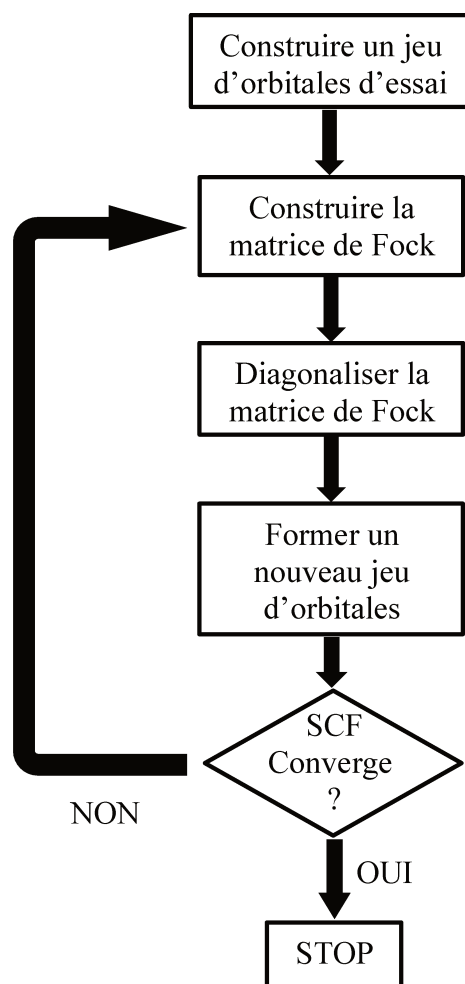 Construire un jeu
d’orbitales d’essai
Construire la
matrice de Fock
Diagonaliser la
matrice de Fock
Former un
nouveau jeu
d’orbitales
SCF
Converge
?
NON
OUI
STOP